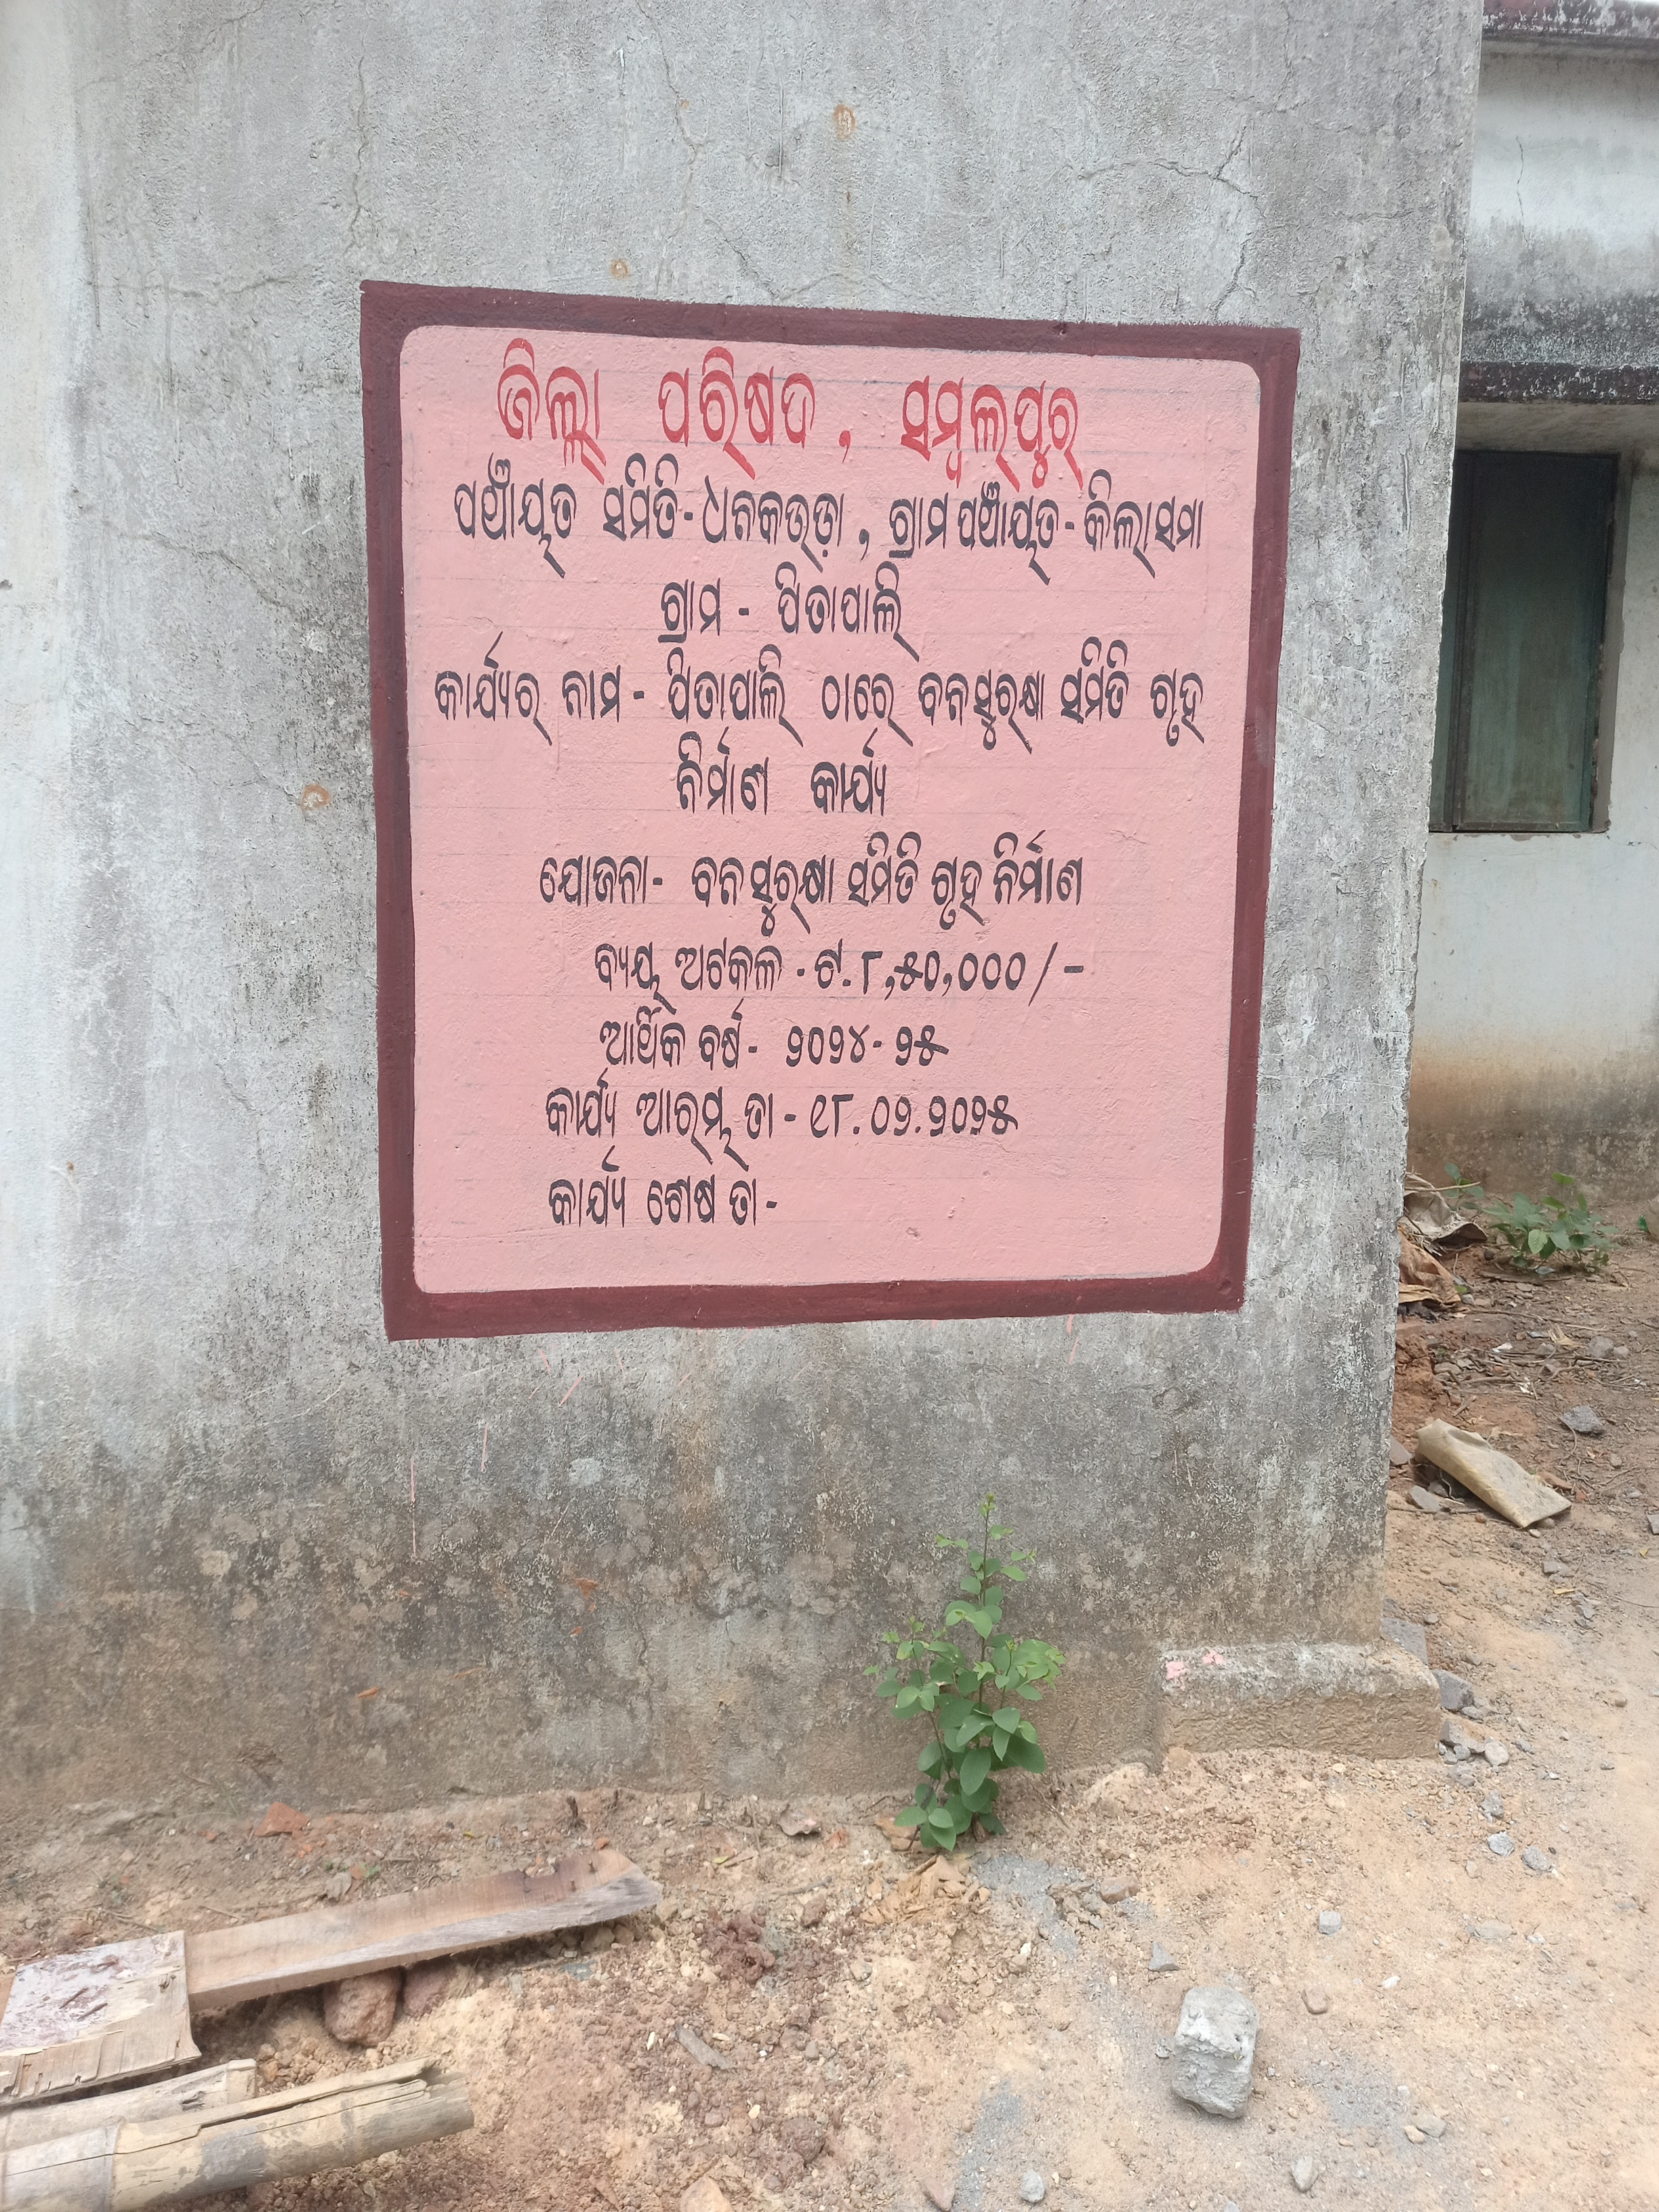 ଜିଲ୍ଲା ପରିଷଦ , ସମ୍ବଲପୁର
ପଞ୍ଚାୟତ ସମିତି-ଧନକଉଡ଼ା , ଗ୍ରାମ ପଞ୍ଚାୟତ-କିଲାସମା
ଗ୍ରାମ - ପିତାପାଲି
କାର୍ଯ୍ୟର ନାମ - ପିତାପାଲି ଠାରେ ବନସୁରକ୍ଷା ସମିତି ଗୃହ
ନିର୍ମାଣ କାର୍ଯ୍ୟ
ଯୋଜନା- ବନସୁରକ୍ଷା ସମିତି ଗୃହ ନିର୍ମାଣ
ବ୍ୟୟ ଅଟକଳ -ଟ.୮,୫୦,୦୦୦/-
ଆର୍ଥିକ ବର୍ଷ- ୨୦୨୪-୨୫
କାର୍ଯ୍ୟ ଆରମ୍ଭ ତା-୧୮.୦୨.୨୦୨୫
କାର୍ଯ୍ୟ ଶେଷ ତା-